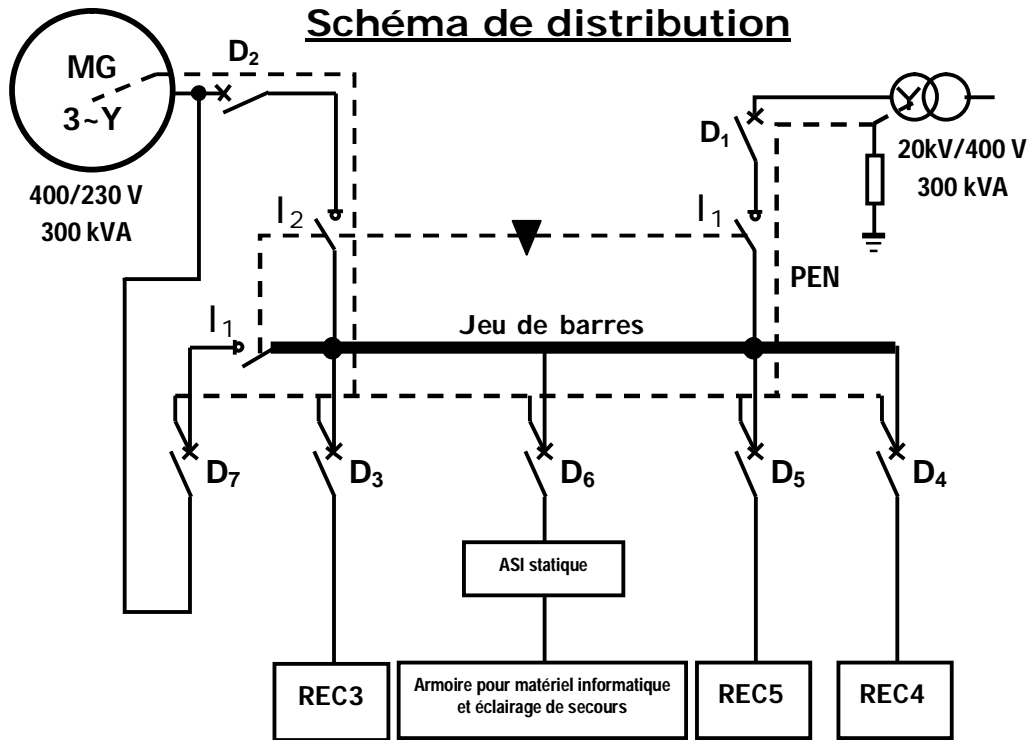 Schéma de distribution
D2
MG
3~Y
400/230 V
300 kVA
D1
20kV/400 V
300 kVA
I2
I1
PEN
I1
Jeu de barres
D7
D3
D6
D5
D4
ASI statique
REC3
Armoire pour matériel informatique
et éclairage de secours
REC5
REC4